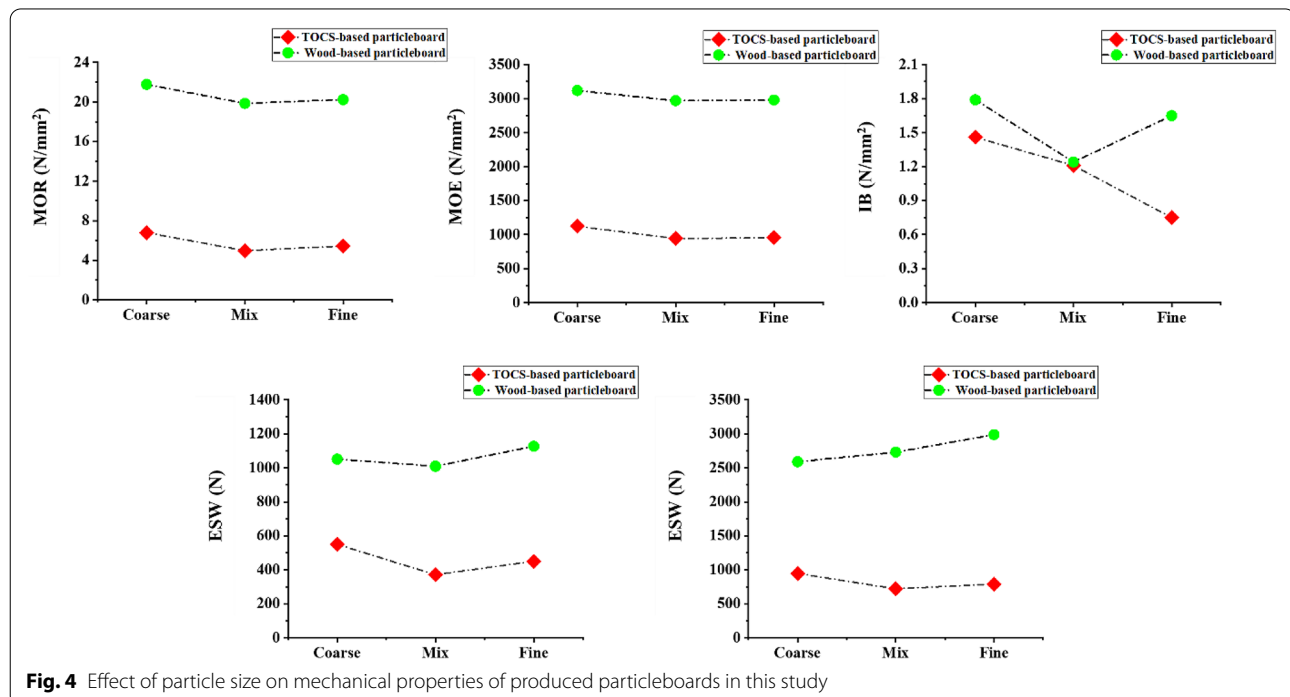 TOCS-based particleboard
Wood-based particleboard
24
20
16
12
8
4
0
MOR (N/mm²)
Coarse
Mix
Fine
TOCS-based particleboard
Wood-based particleboard
3500
3000
2500
2000
1500
1000
500
0
MOE (N/mm²)
Coarse
Mix
Fine
TOCS-based particleboard
Wood-based particleboard
2.1
1.8
1.5
1.2
0.9
0.6
0.3
0.0
IB (N/mm²)
Coarse
Mix
Fine
TOCS-based particleboard
Wood-based particleboard
1400
1200
1000
800
600
400
200
0
ESW (N)
Coarse
Mix
Fine
TOCS-based particleboard
Wood-based particleboard
3500
3000
2500
2000
1500
1000
500
0
ESW (N)
Coarse
Mix
Fine
Fig. 4 Effect of particle size on mechanical properties of produced particleboards in this study